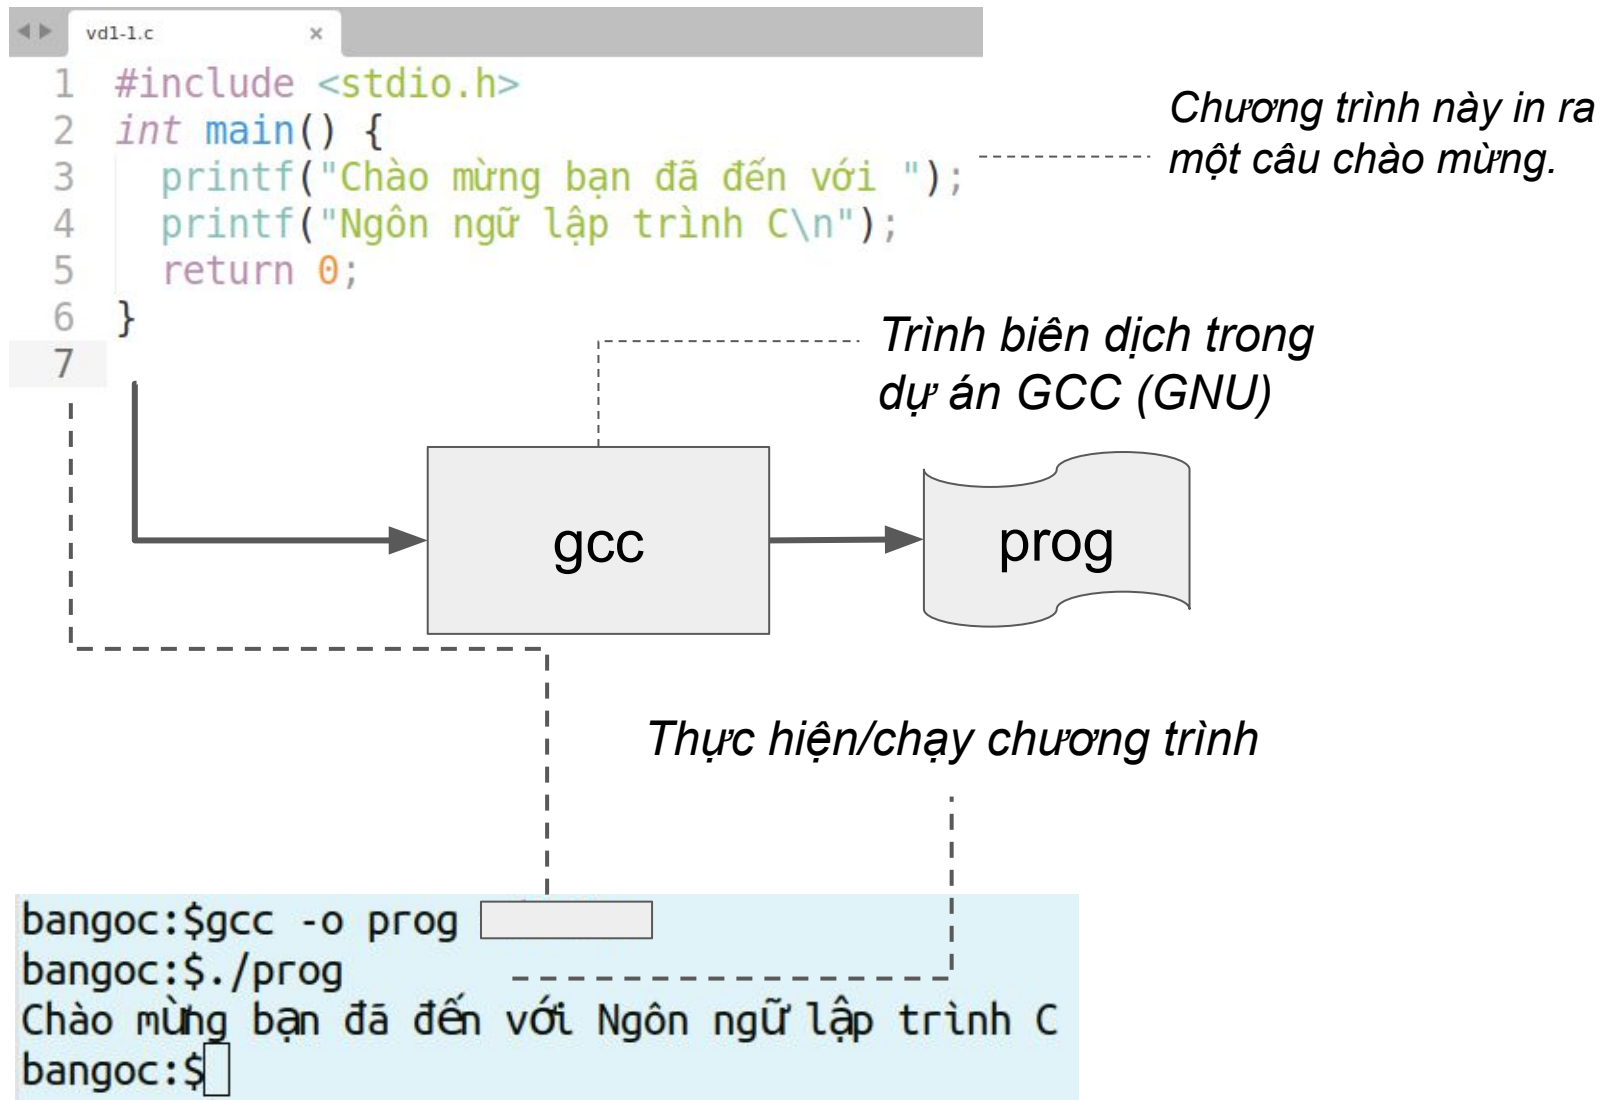 vd1-1.c ×
1 #include <stdio.h>
2 int main() {
3 printf("Chào mừng bạn đã đến với ");
4 printf("Ngôn ngữ lập trình C\n");
5 return 0;
6 }
7
Chương trình này in ra
một câu chào mừng.
Trình biên dịch trong
dự án GCC (GNU)
gcc
prog
Thực hiện/chạy chương trình
bangoc:$gcc -o prog
bangoc:$./prog
Chào mừng bạn đã đến với Ngôn ngữ lập trình C
bangoc:$